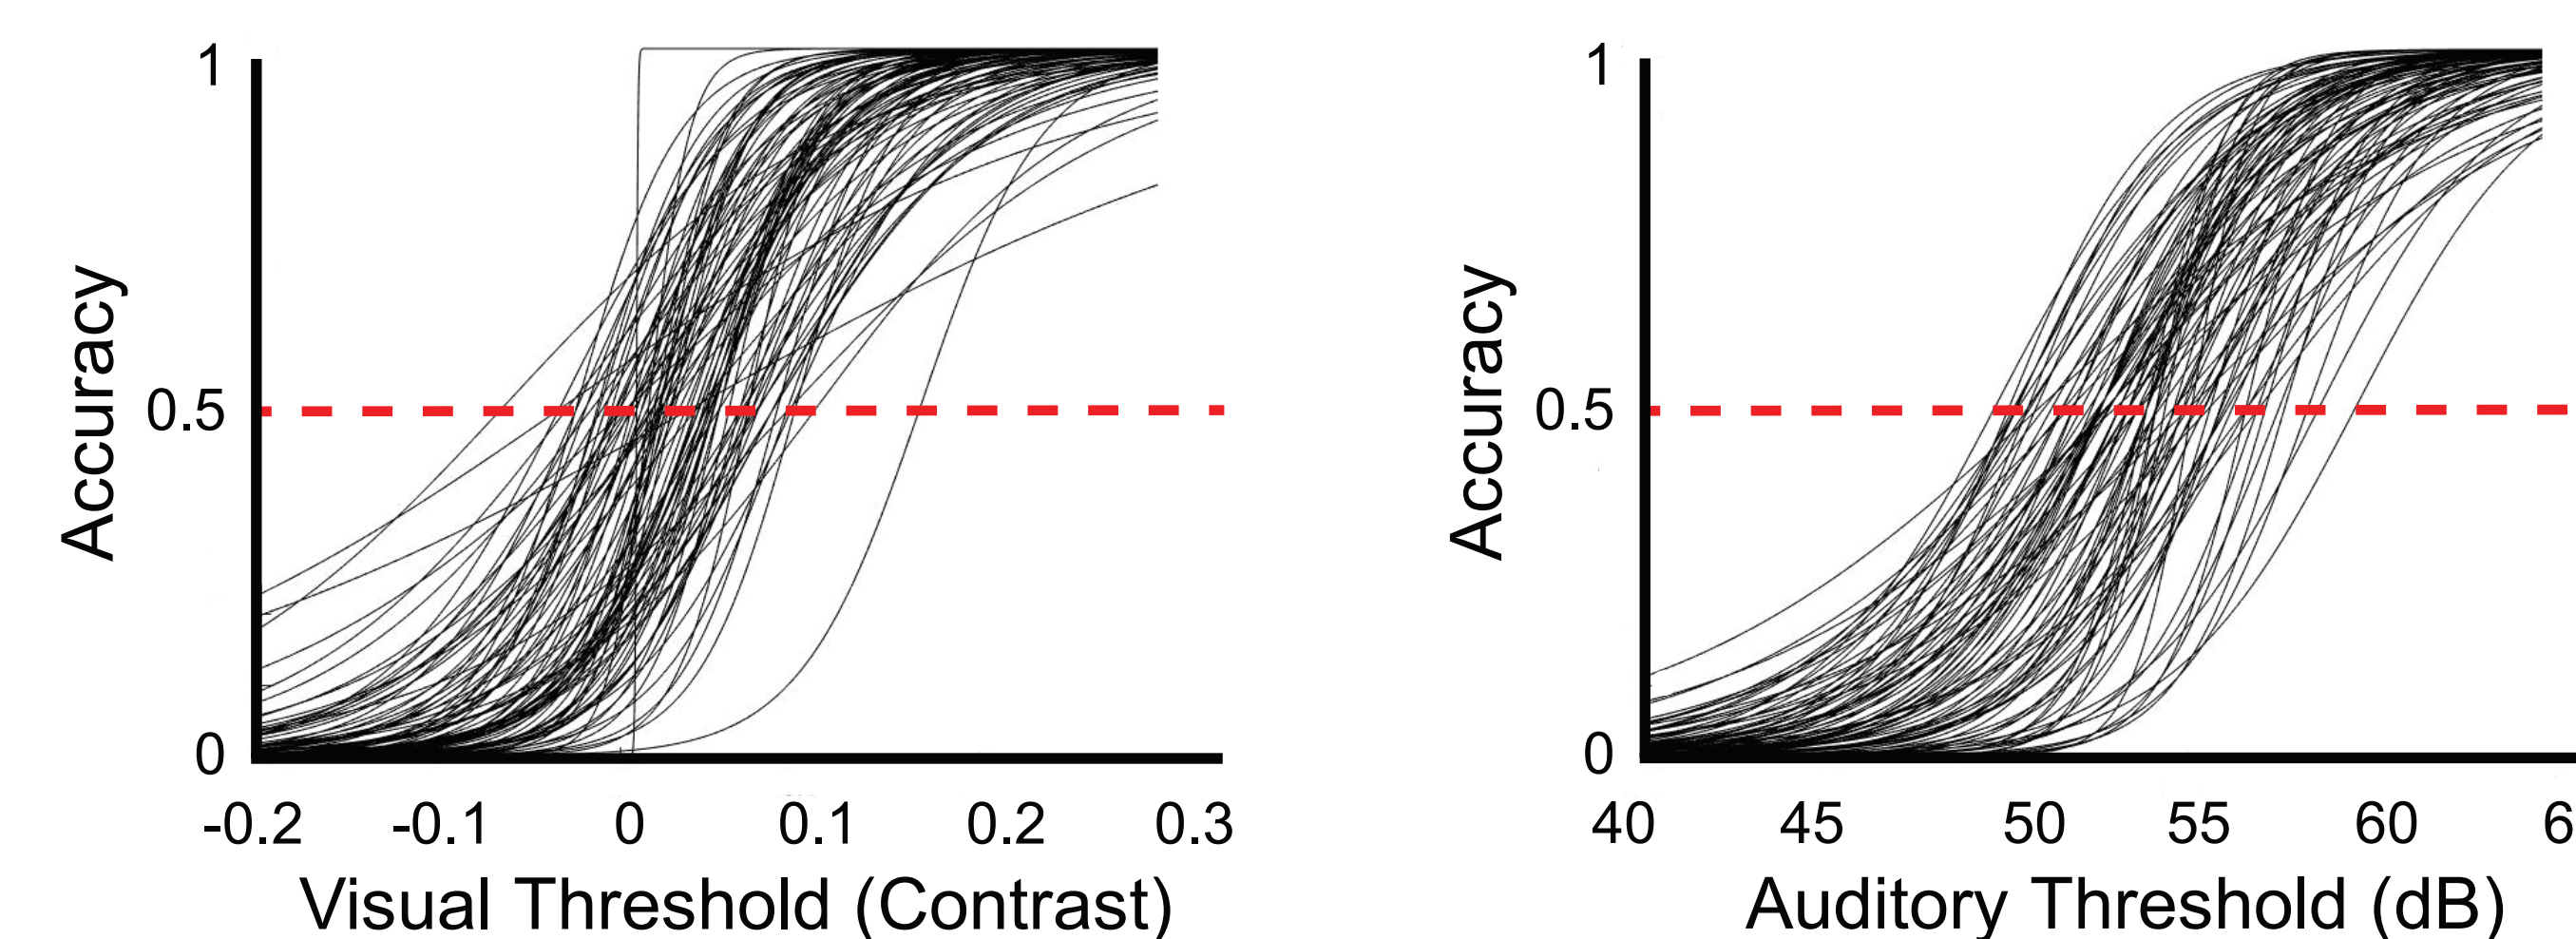 1
0.5
0
Accuracy
-0.2 -0.1 0 0.1 0.2 0.3
Visual Threshold (Contrast)
1
0.5
0
Accuracy
40 45 50 55 60 6
Auditory Threshold (dB)